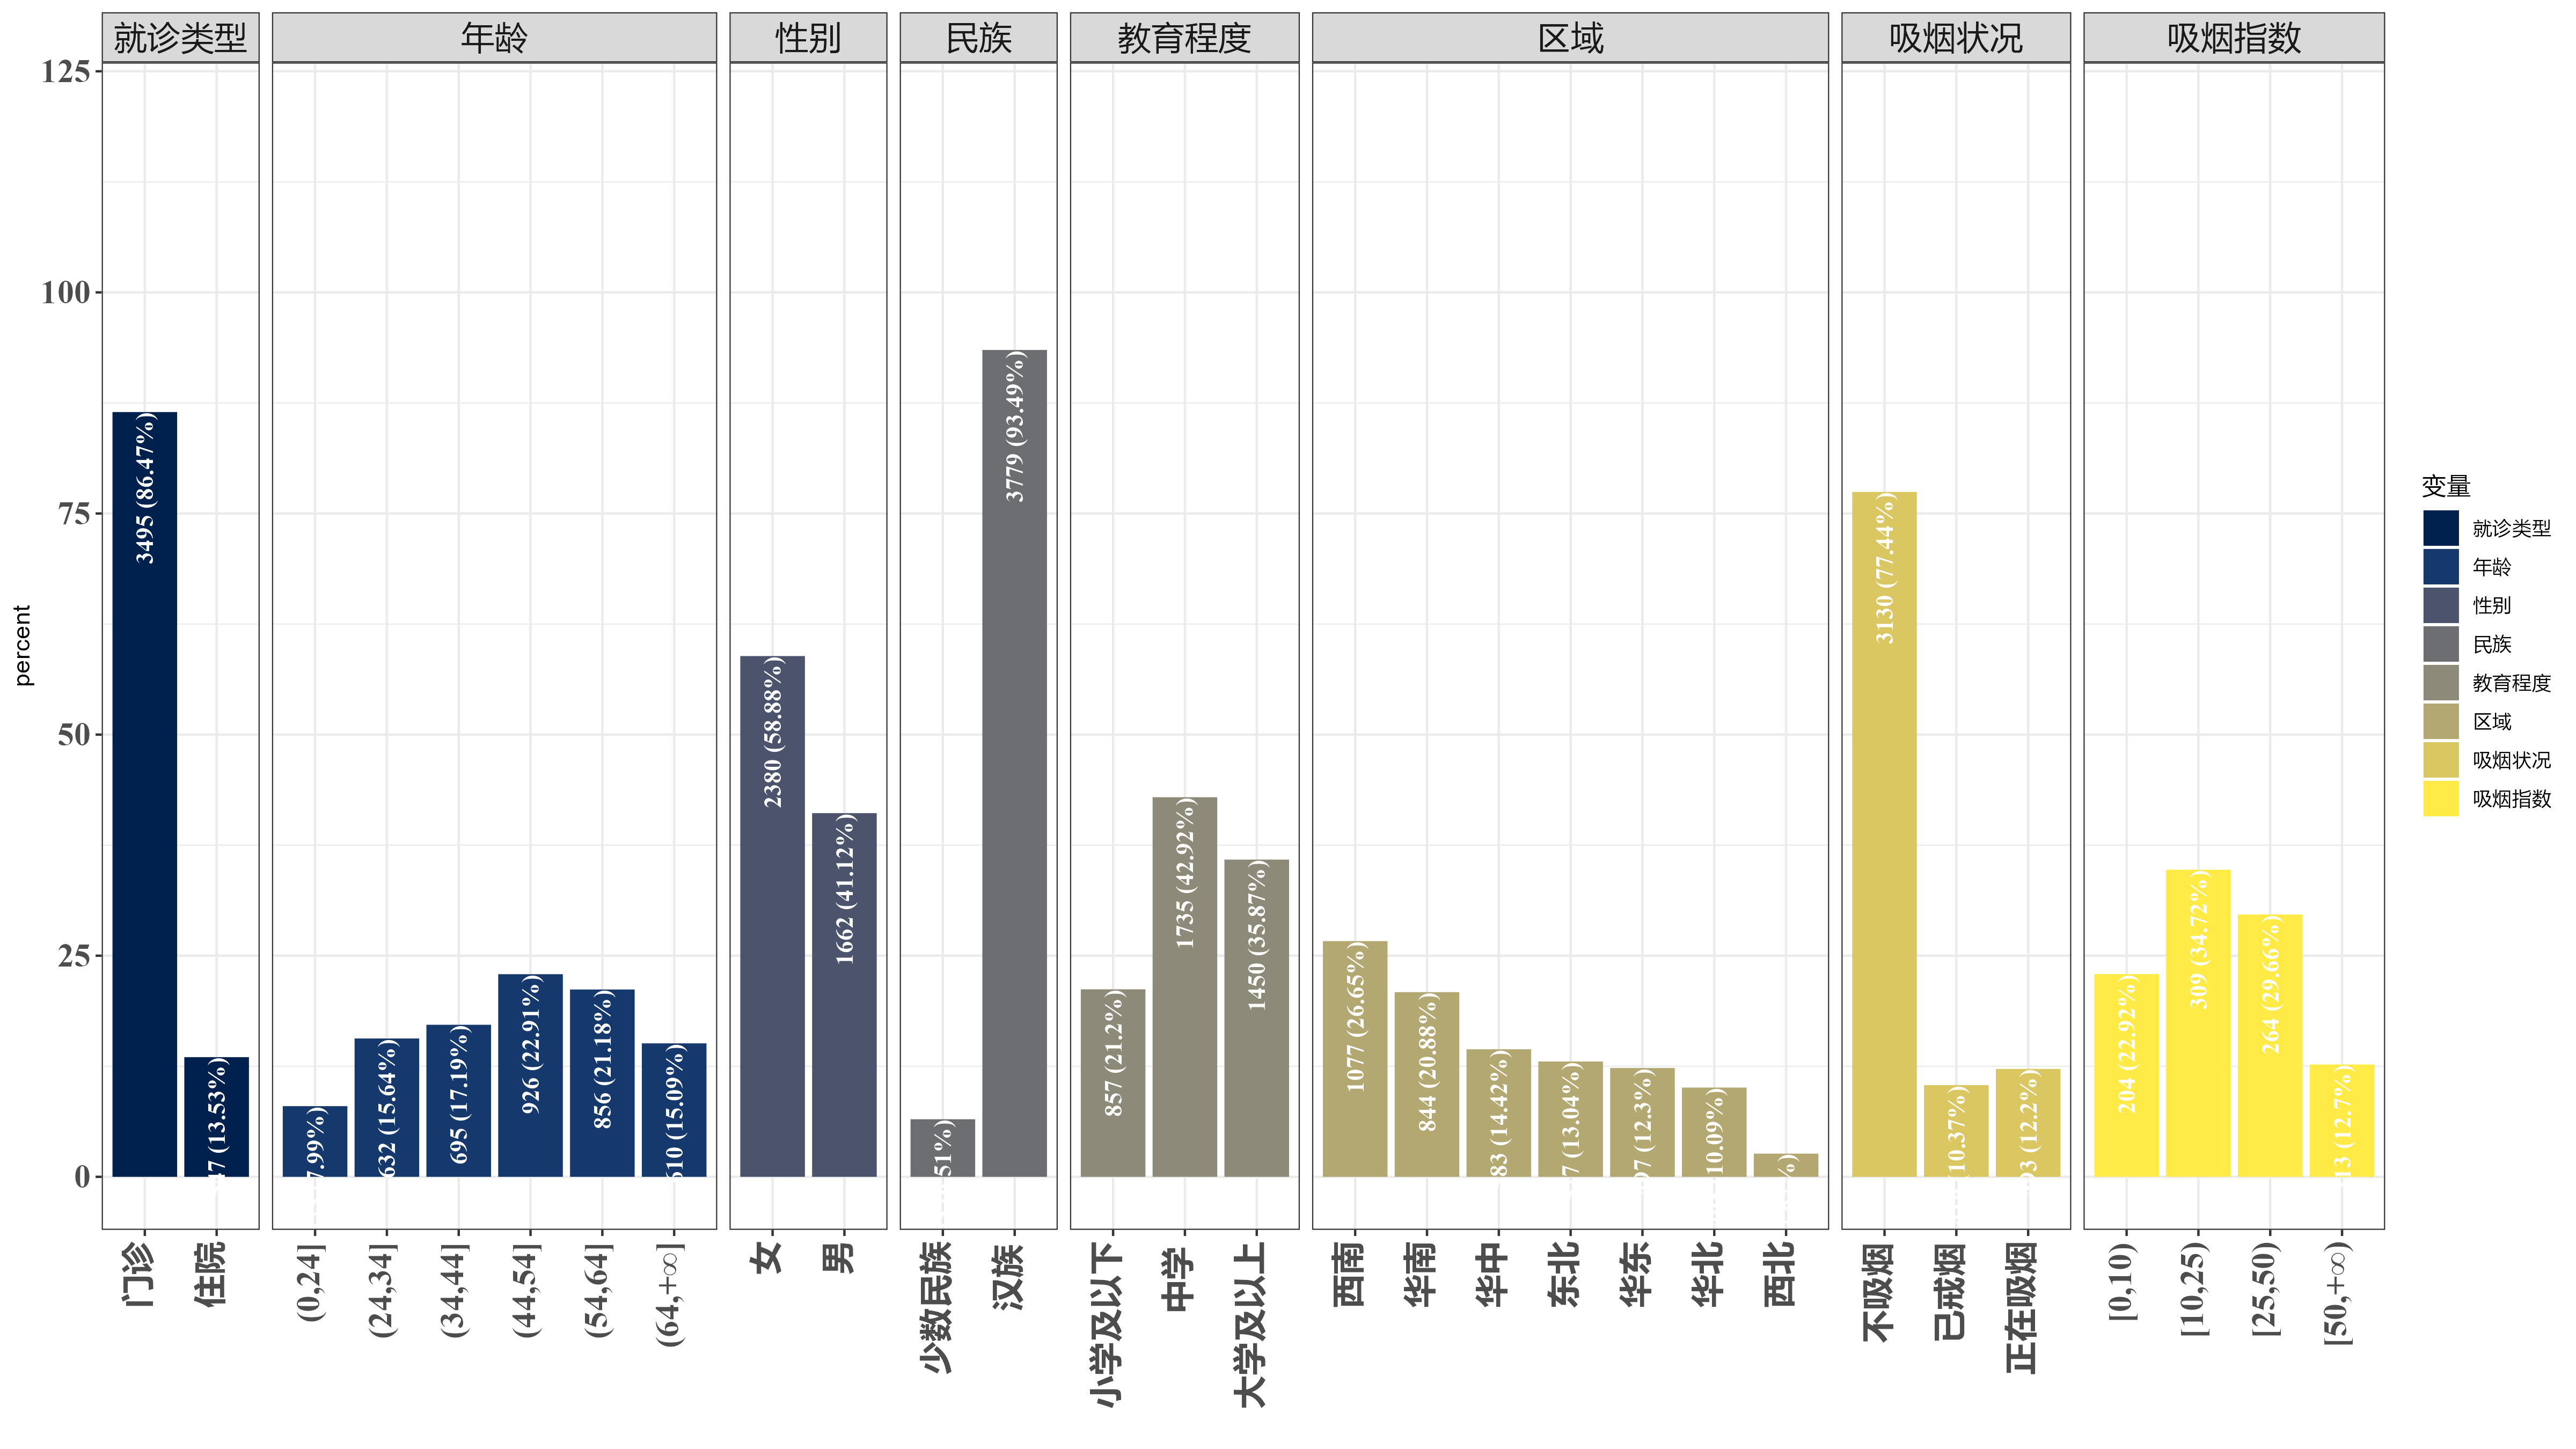 就诊类型
年龄
性别
民族
教育程度
区域
吸烟状况
吸烟指数
125
100
75
50
25
0
percent
3495 (86.47%)
47 (13.53%)
7.99%)
632 (15.64%)
695 (17.19%)
926 (22.91%)
856 (21.18%)
610 (15.09%)
2380 (58.88%)
1662 (41.12%)
51%)
3779 (93.49%)
857 (21.2%)
1735 (42.92%)
1450 (35.87%)
1077 (26.65%)
844 (20.88%)
83 (14.42%)
7 (13.04%)
97 (12.3%)
10.09%)
%)
3130 (77.44%)
(10.37%)
93 (12.2%)
204 (22.92%)
309 (34.72%)
264 (29.66%)
13 (12.7%)
门诊
住院
(0,24]
(24,34]
(34,44]
(44,54]
(54,64]
(64,+∞]
女
男
少数民族
汉族
小学及以下
中学
大学及以上
西南
华南
华中
东北
华东
华北
西北
不吸烟
已戒烟
正在吸烟
[0,10)
[10,25)
[25,50)
[50,+∞)
变量
就诊类型
年龄
性别
民族
教育程度
区域
吸烟状况
吸烟指数